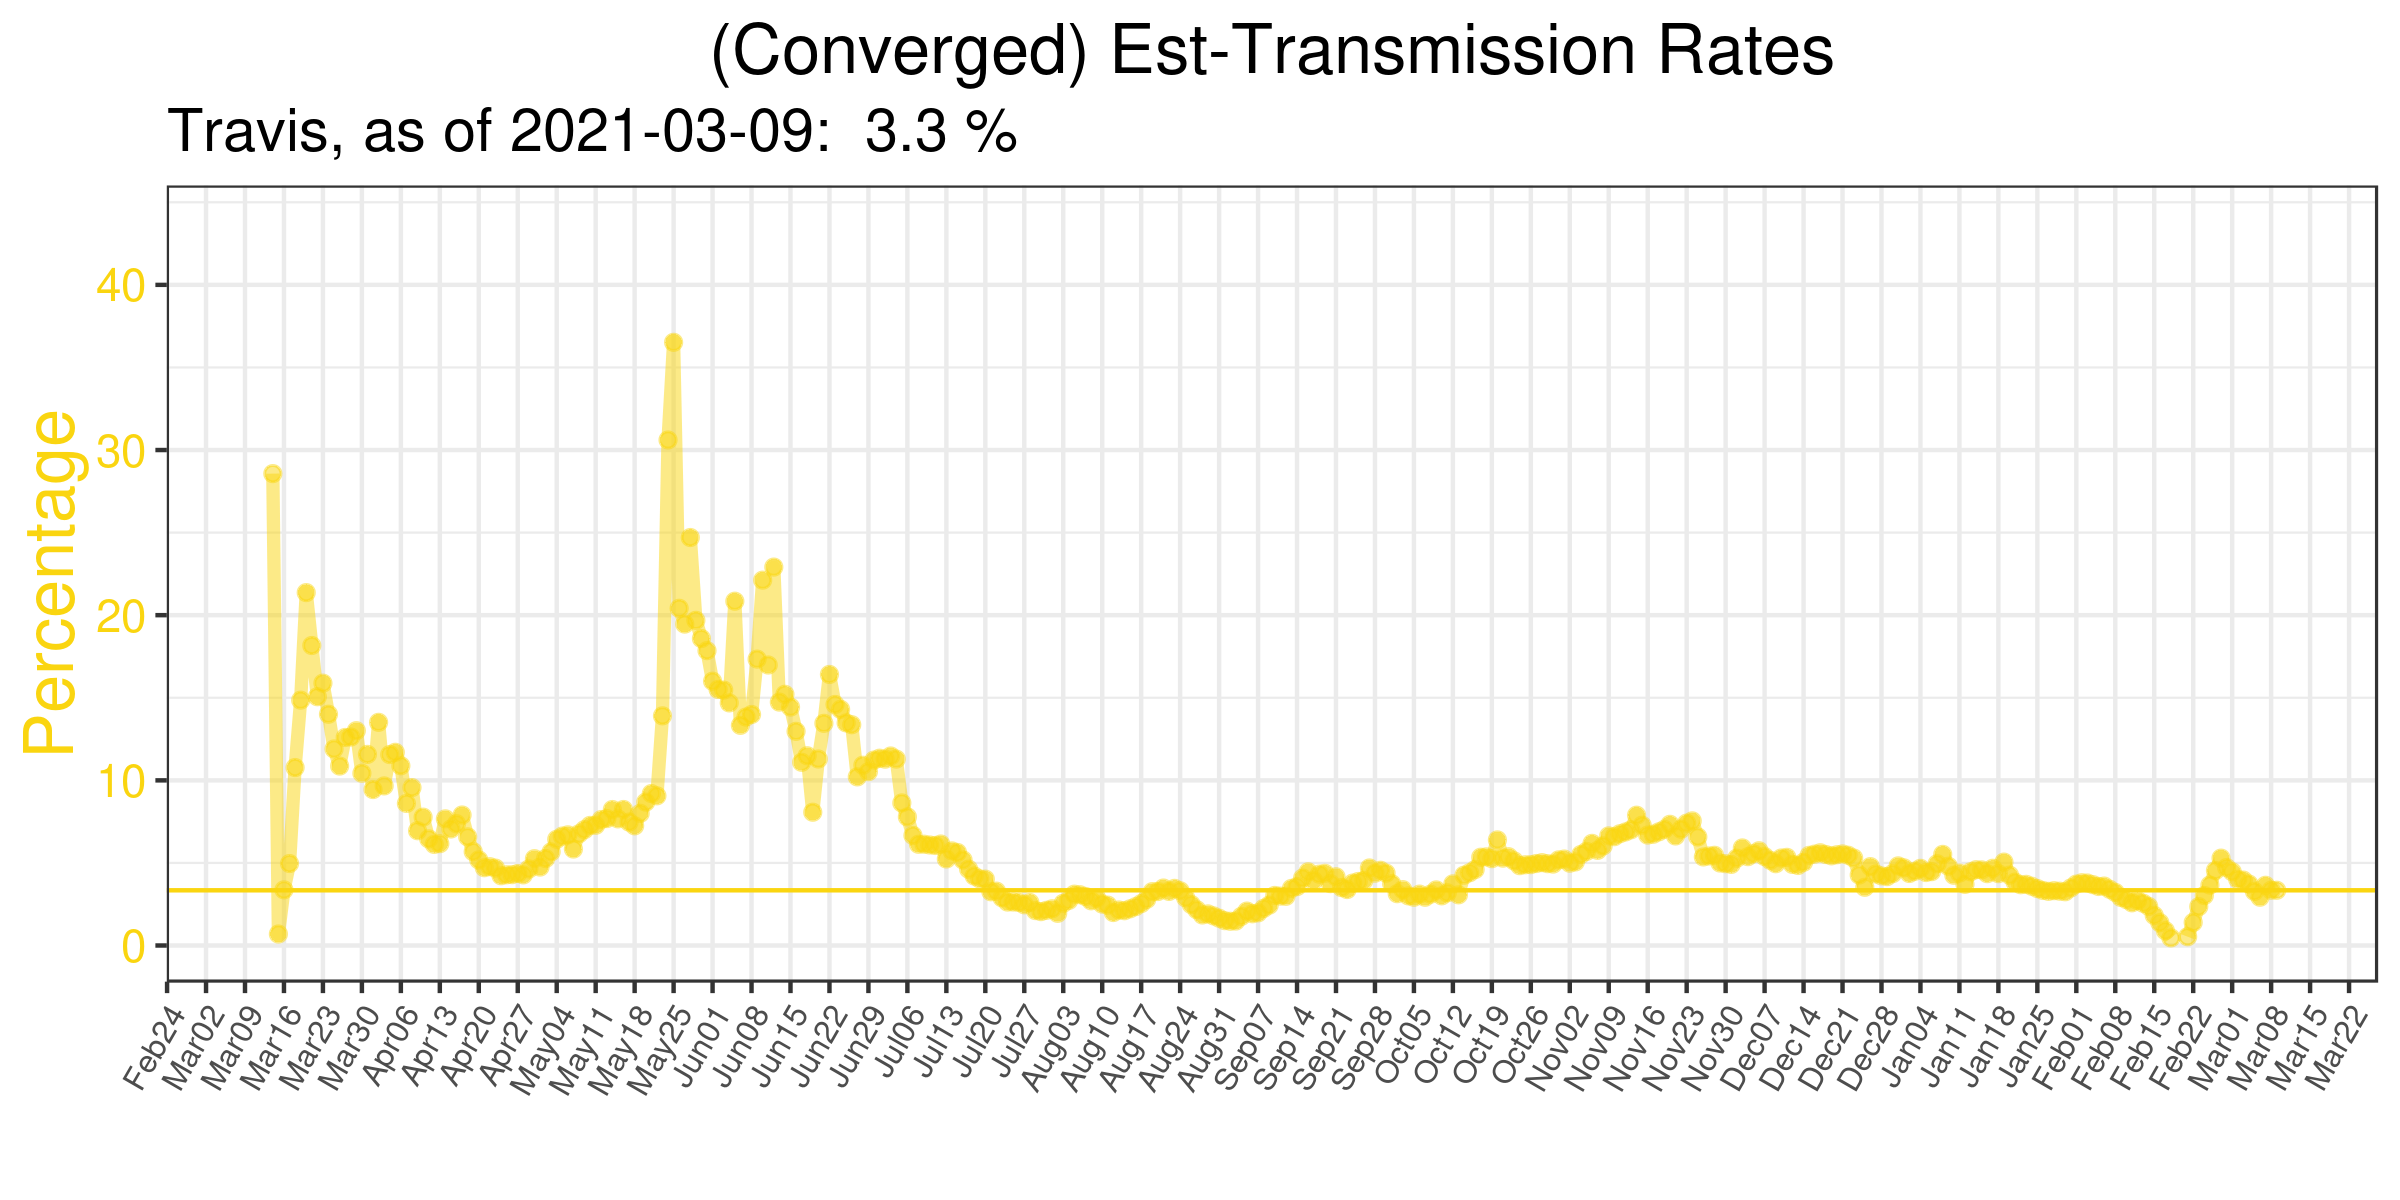 (Converged) Est-Transmission Rates
Travis, as of 2021-03-09:  3.3 %
Percentage
40
30
20
10
0
Feb24 Mar02 Mar09 Mar16 Mar23 Mar30 Apr06 Apr13 Apr20 Apr27 May04 May11 May18 May25 Jun01 Jun08 Jun15 Jun22 Jun29 Jul06 Jul13 Jul20 Jul27 Aug03 Aug10 Aug17 Aug24 Aug31 Sep07 Sep14 Sep21 Sep28 Oct05 Oct12 Oct19 Oct26 Nov02 Nov09 Nov16 Nov23 Nov30 Dec07 Dec14 Dec21 Dec28 Jan04 Jan11 Jan18 Jan25 Feb01 Feb08 Feb15 Feb22 Mar01 Mar08 Mar15 Mar22